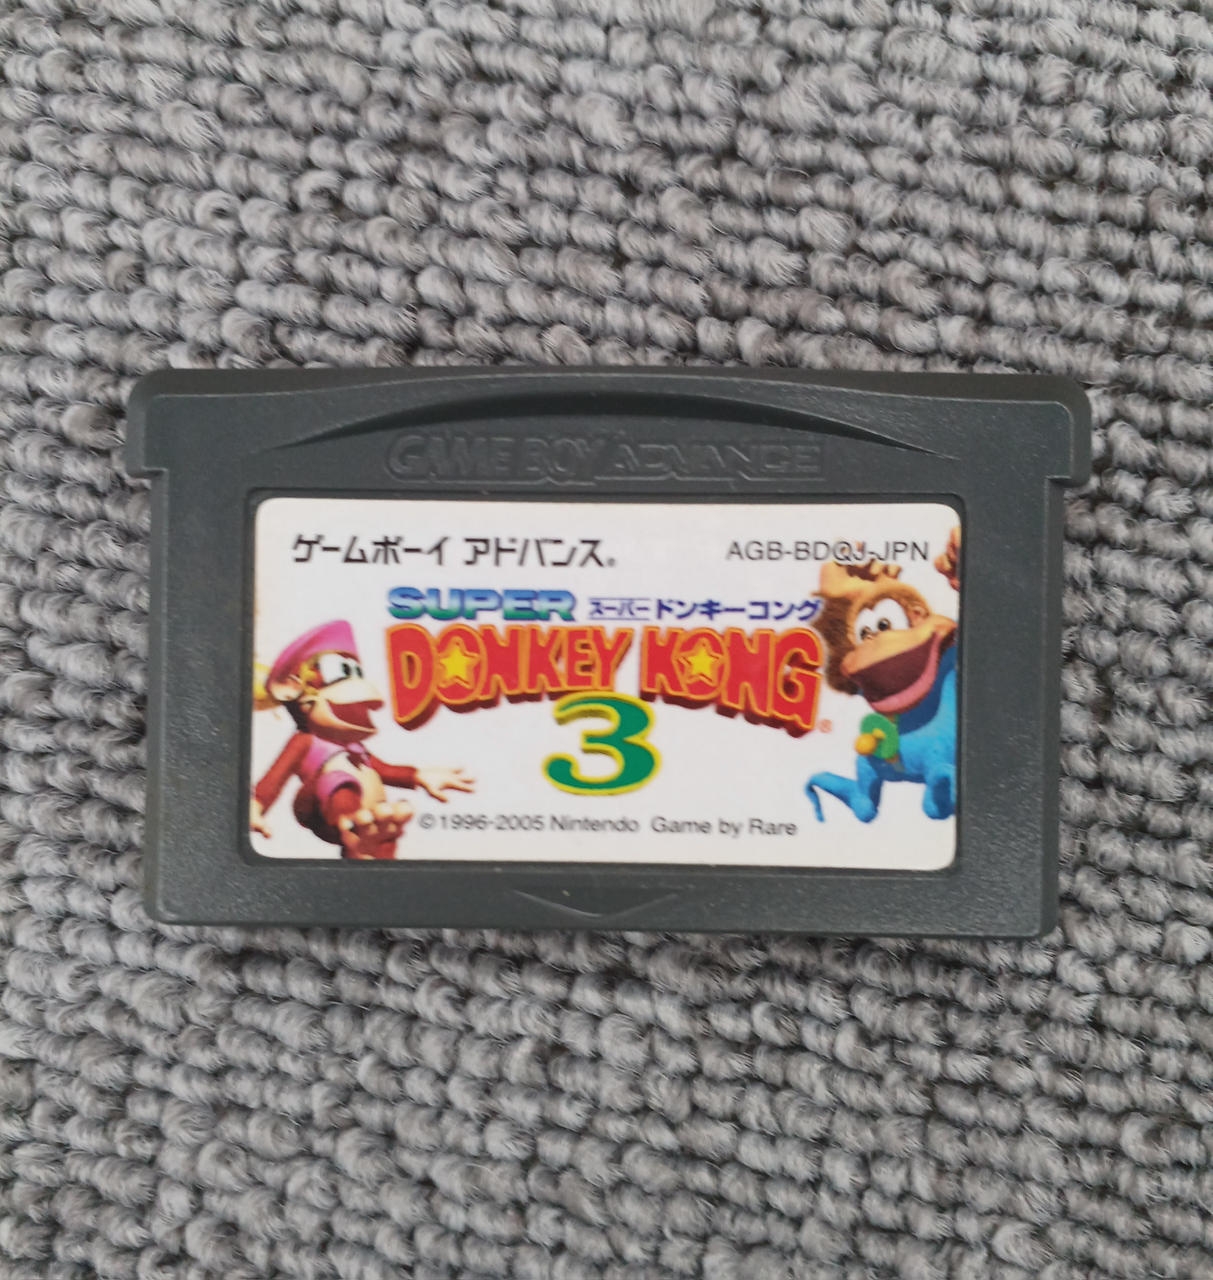 GAME BOY ADVANCE
ゲームボーイ アドバンス®
AGB-BDQJ-JPN
SUPER スーパードンキーコング
DONKEY KONG®
3
©1996-2005 Nintendo Game by Rare